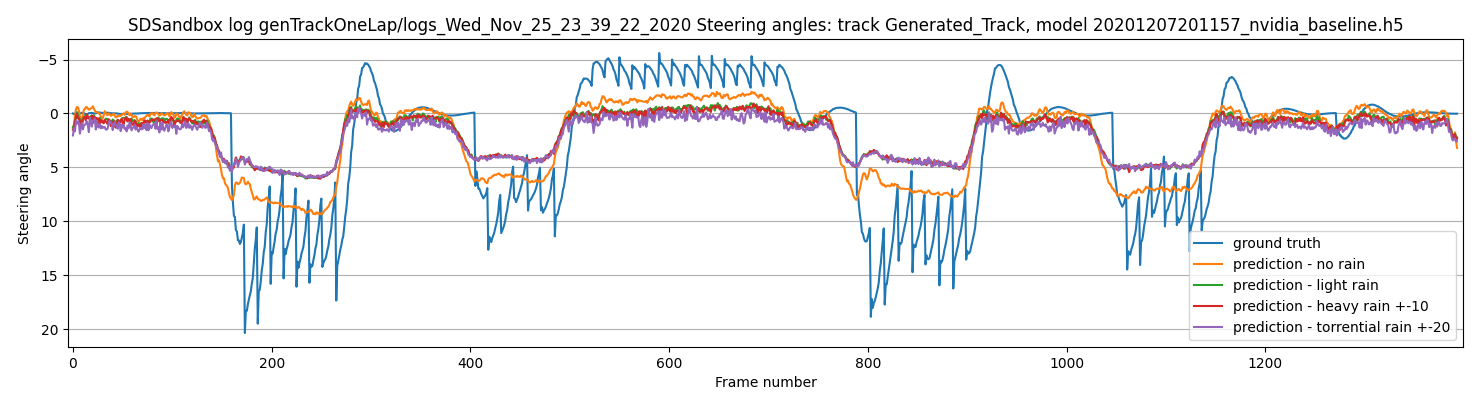 SDSandbox log genTrackOneLap/logs_Wed_Nov_25_23_39_22_2020 Steering angles: track Generated_Track, model 20201207201157_nvidia_baseline.h5
Steering angle
−5
0
5
10
15
20
ground truth
prediction - no rain
prediction - light rain
prediction - heavy rain +-10
prediction - torrential rain +-20
0 200 400 600 800 1000 1200
Frame number